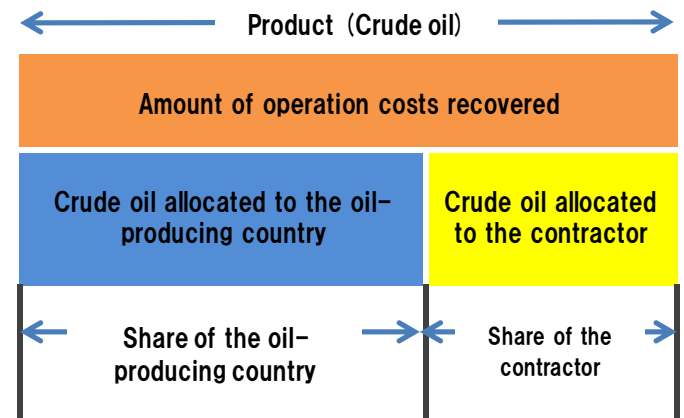 Product (Crude oil)
Amount of operation costs recovered
Crude oil allocated to the oil-
producing country
Crude oil allocated
to the contractor
Share of the oil-
producing country
Share of the
contractor